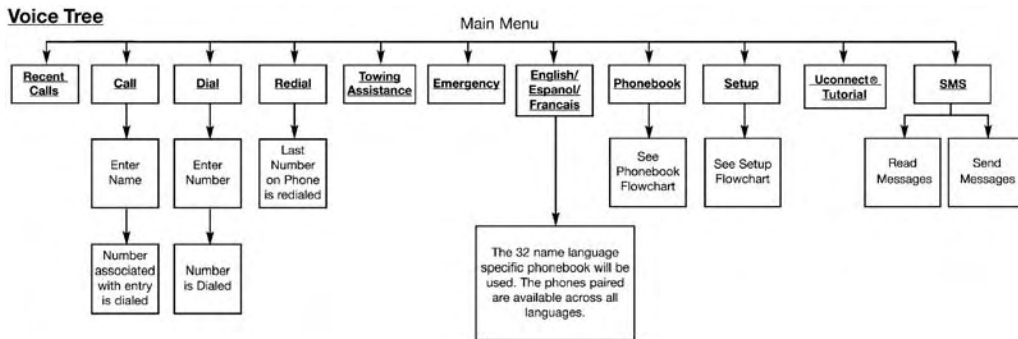 Voice Tree
Main Menu
Recent
Calls
Call
Dial
Redial
Towing
Assistance
Emergency
English/
Espanol/
Francais
Phonebook
Setup
Uconnect®
Tutorial
SMS
Enter
Name
Enter
Number
Last
Number
on Phone
is redialed
See
Phonebook
Flowchart
See Setup
Flowchart
Read
Messages
Send
Messages
Number
associated
with entry
is dialed
Number
is Dialed
The 32 name language
specific phonebook will be
used. The phones paired
are available across all
languages.